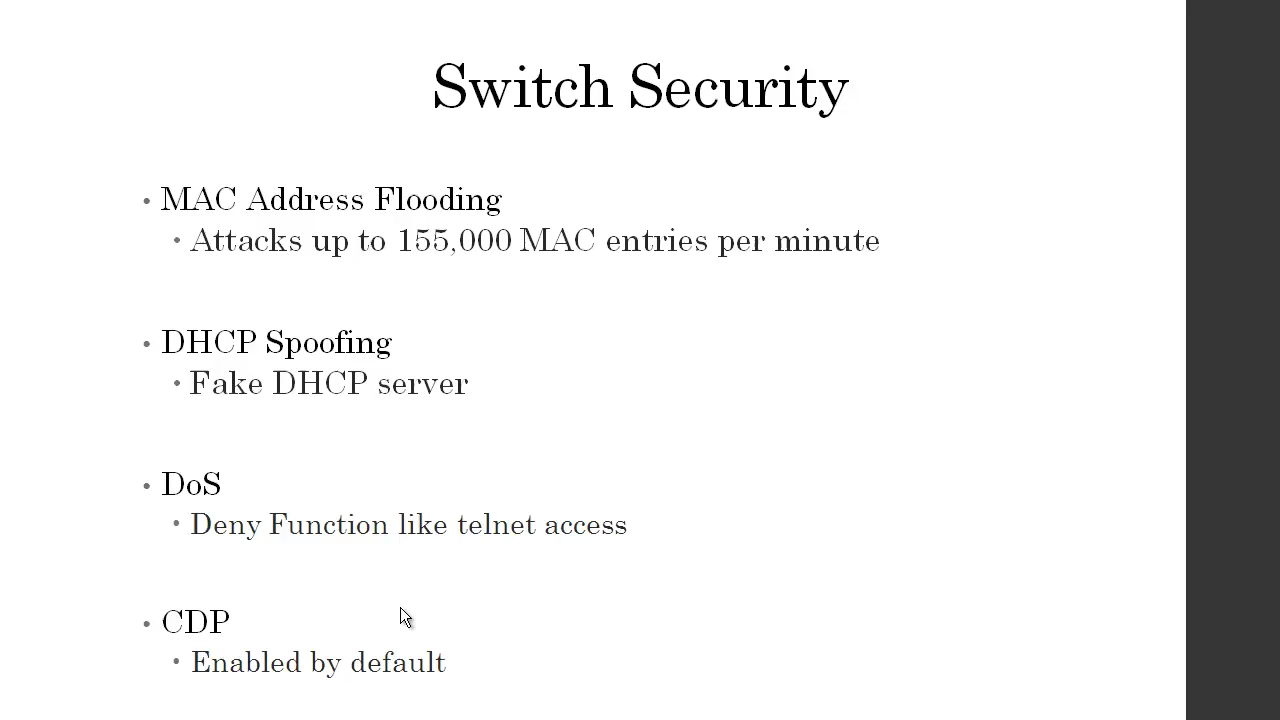 Switch Security
• MAC Address Flooding
• Attacks up to 155,000 MAC entries per minute
• DHCP Spoofing
• Fake DHCP server
• DoS
• Deny Function like telnet access
• CDP
• Enabled by default